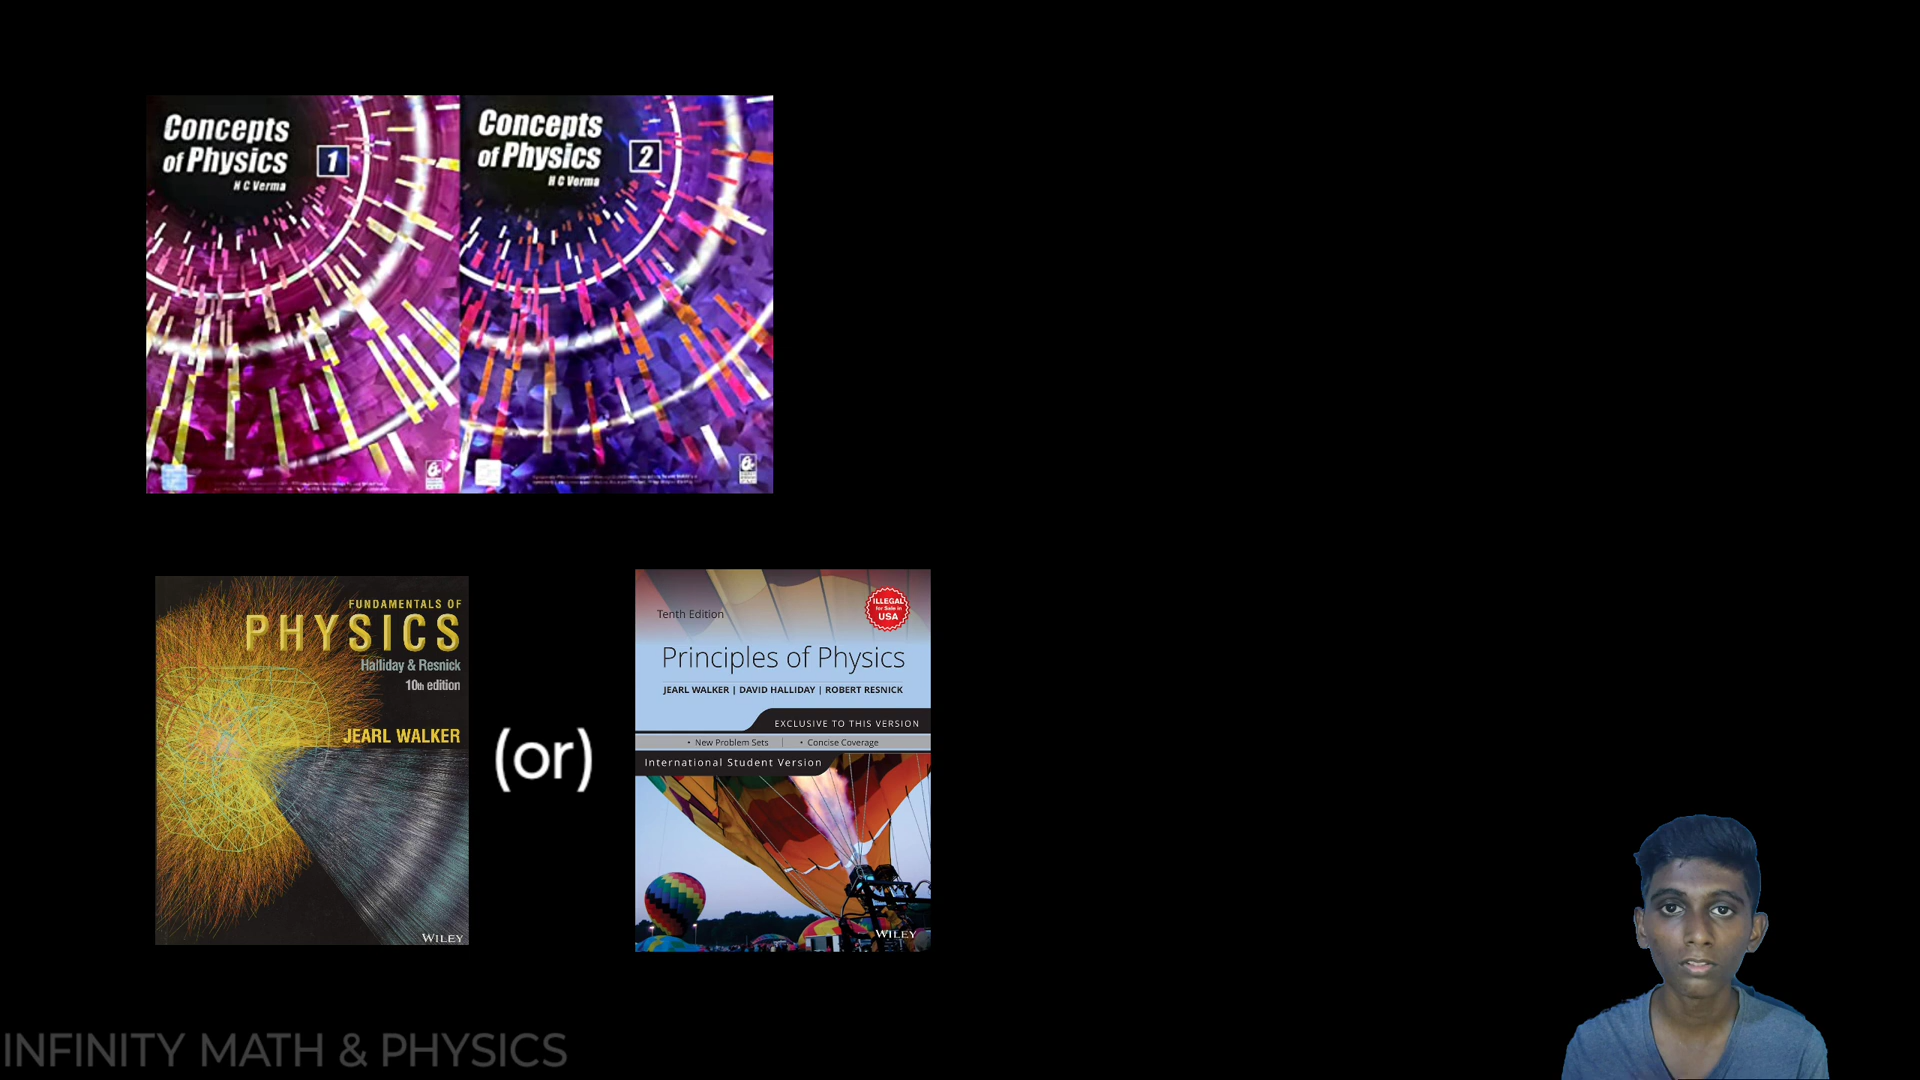 Concepts
of Physics
1
H C Verma
Concepts
of Physics
2
H C Verma
FUNDAMENTALS OF
PHYSICS
Halliday & Resnick
10th edition
JEARL WALKER
WILEY
(or)
Tenth Edition
ILLEGAL
for Sale in
USA
Principles of Physics
JEARL WALKER | DAVID HALLIDAY | ROBERT RESNICK
EXCLUSIVE TO THIS VERSION
• New Problem Sets | • Concise Coverage
International Student Version
WILEY
INFINITY MATH & PHYSICS